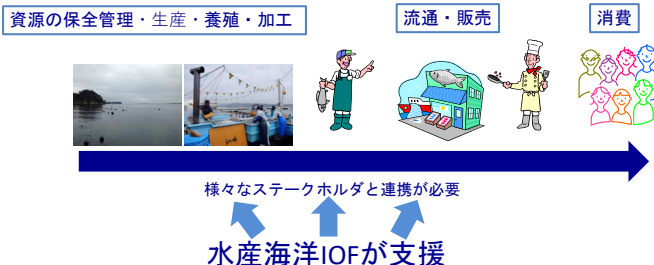 資源の保全管理・生産・養殖・加工
流通・販売
消費
様々なステークホルダと連携が必要
水産海洋IOFが支援